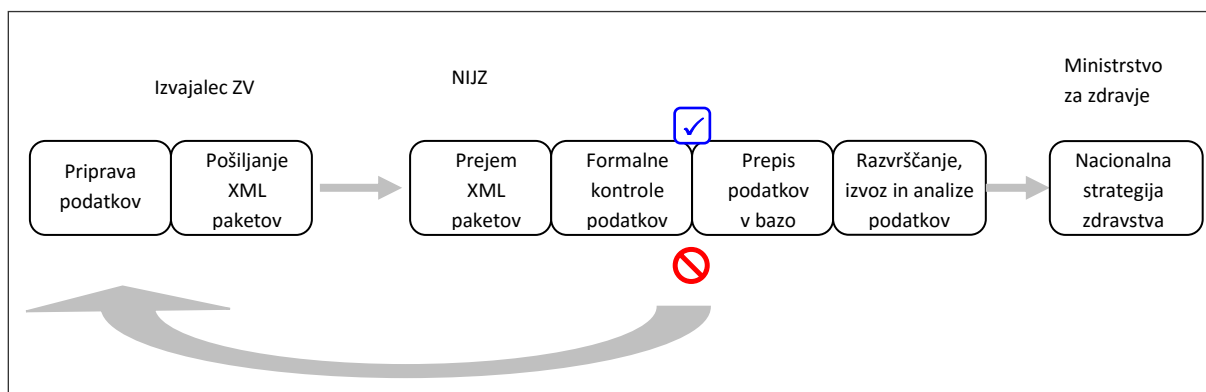 Izvajalec ZV
NIJZ
Ministrstvo
za zdravje
Priprava
podatkov
Pošiljanje
XML
paketov
Prejem
XML
paketov
Formalne
kontrole
podatkov
Prepis
podatkov
v bazo
Razvrščanje,
izvoz in analize
podatkov
Nacionalna
strategija
zdravstva